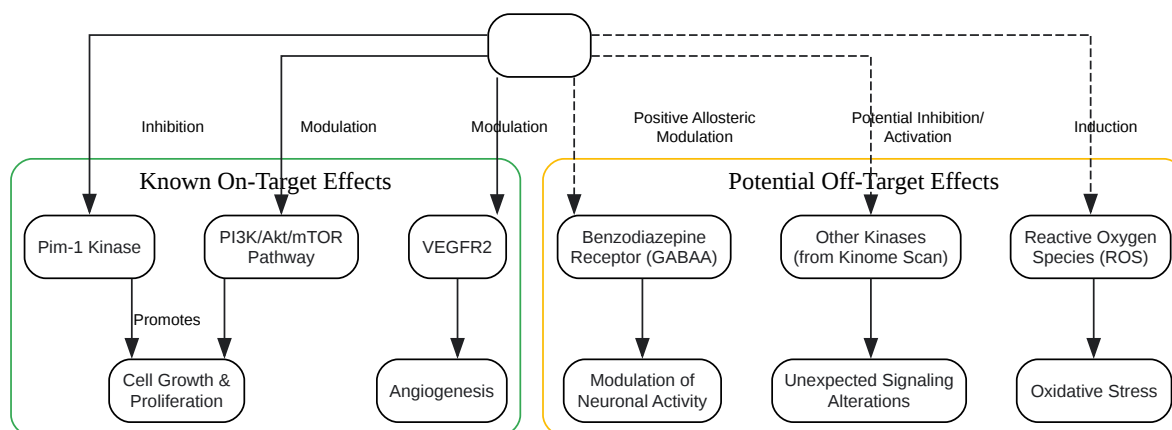 Inhibition
Modulation
Modulation
Positive Allosteric
Modulation
Potential Inhibition/
Activation
Induction
Known On-Target Effects
Potential Off-Target Effects
Pim-1 Kinase
PI3K/Akt/mTOR
Pathway
VEGFR2
Benzodiazepine
Receptor (GABAA)
Other Kinases
(from Kinome Scan)
Reactive Oxygen
Species (ROS)
Promotes
Cell Growth &
Proliferation
Angiogenesis
Modulation of
Neuronal Activity
Unexpected Signaling
Alterations
Oxidative Stress